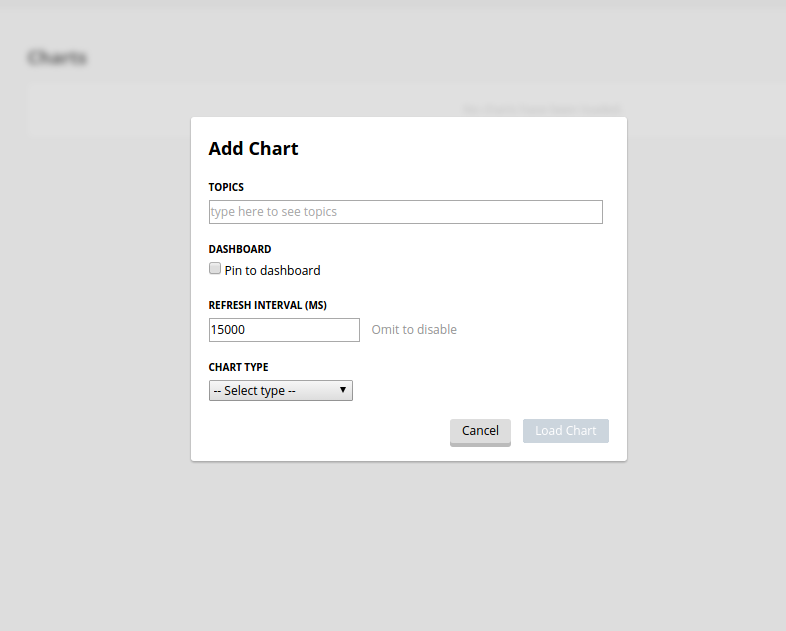 Charts
Add Chart
TOPICS
type here to see topics
DASHBOARD
Pin to dashboard
REFRESH INTERVAL (MS)
15000 Omit to disable
CHART TYPE
-- Select type --
Cancel Load Chart